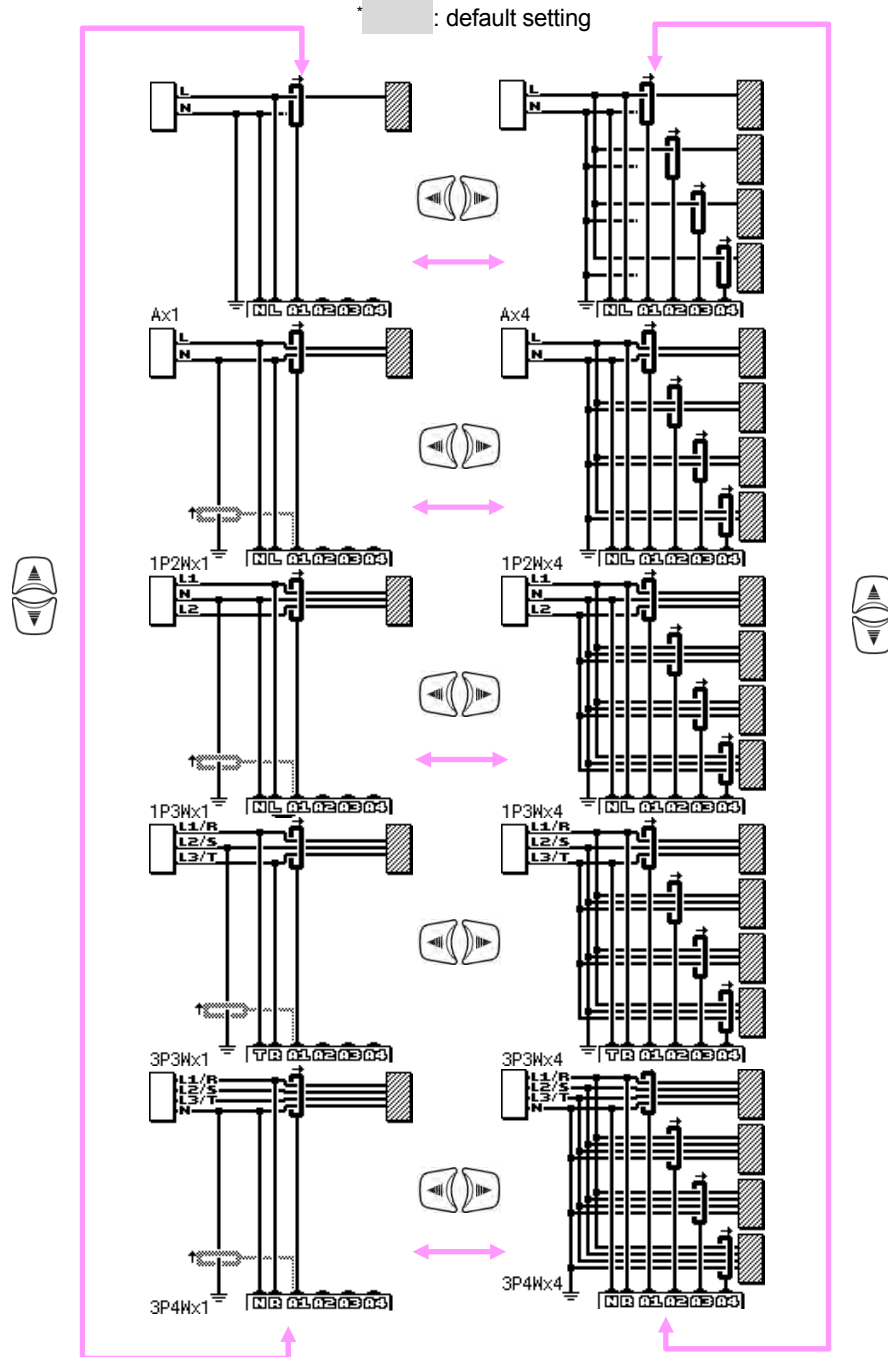 * : default setting
L
N
N L A1 A2 A3 A4
Ax1
L
N
N L A1 A2 A3 A4
Ax4
L
N
N L A1 A2 A3 A4
1P2Wx1
L
N
N L A1 A2 A3 A4
1P2Wx4
L1
N
L2
N L A1 A2 A3 A4
1P3Wx1
L1
N
L2
N L A1 A2 A3 A4
1P3Wx4
L1/R
L2/S
L3/T
T R A1 A2 A3 A4
3P3Wx1
L1/R
L2/S
L3/T
T R A1 A2 A3 A4
3P3Wx4
L1/R
L2/S
L3/T
N
N R A1 A2 A3 A4
3P4Wx1
L1/R
L2/S
L3/T
N
N R A1 A2 A3 A4
3P4Wx4